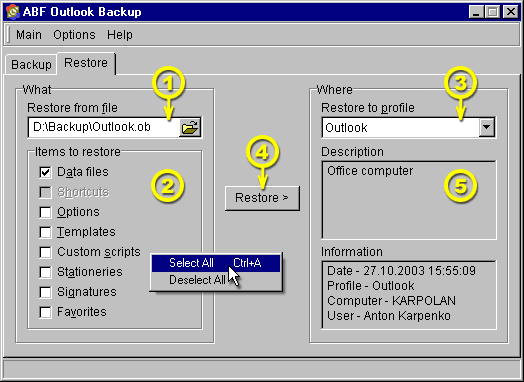 ABF Outlook Backup
Main Options Help
Backup Restore
What
Restore from file
D:\Backup\Outlook.ob
1
Items to restore
Data files
Shortcuts
Options
Templates
Custom scripts
Stationeries
Signatures
Favorites
2
Select All Ctrl+A
Deselect All
4
Restore >
Where
Restore to profile
3
Outlook
Description
Office computer
5
Information
Date - 27.10.2003 15:55:09
Profile - Outlook
Computer - KARPOLAN
User - Anton Karpenko